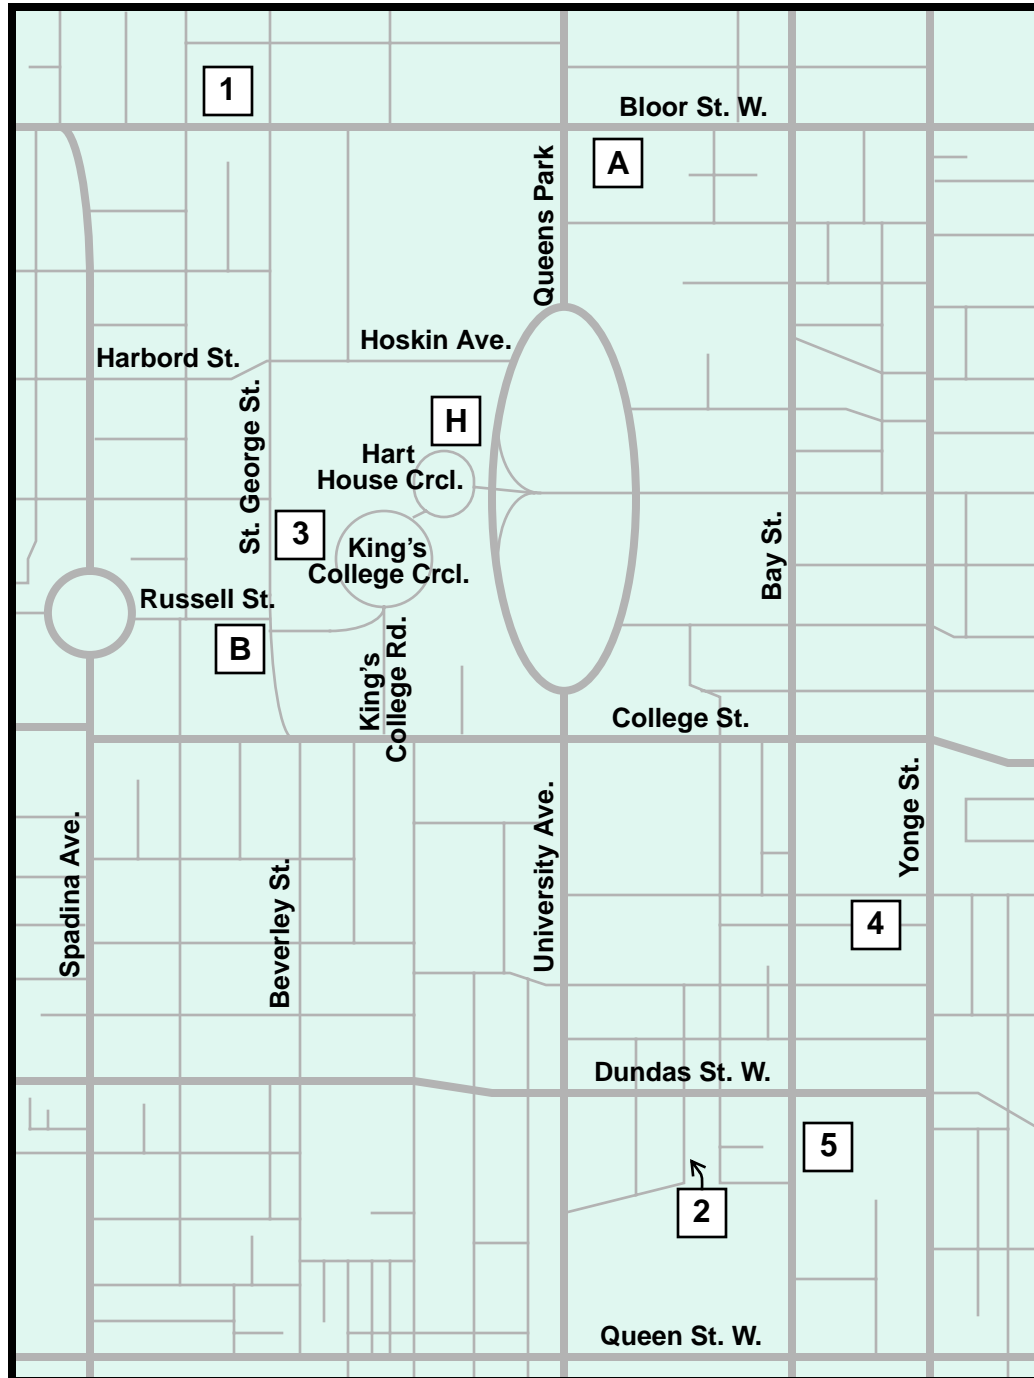 1
Bloor St. W.
A
Queens Park
Hoskin Ave.
Harbord St.
St. George St.
H
Hart
House Crcl.
3
King's
College Crcl.
Bay St.
Russell St.
B
King's
College Rd.
College St.
Spadina Ave.
Beverley St.
University Ave.
Yonge St.
4
Dundas St. W.
5
2
Queen St. W.